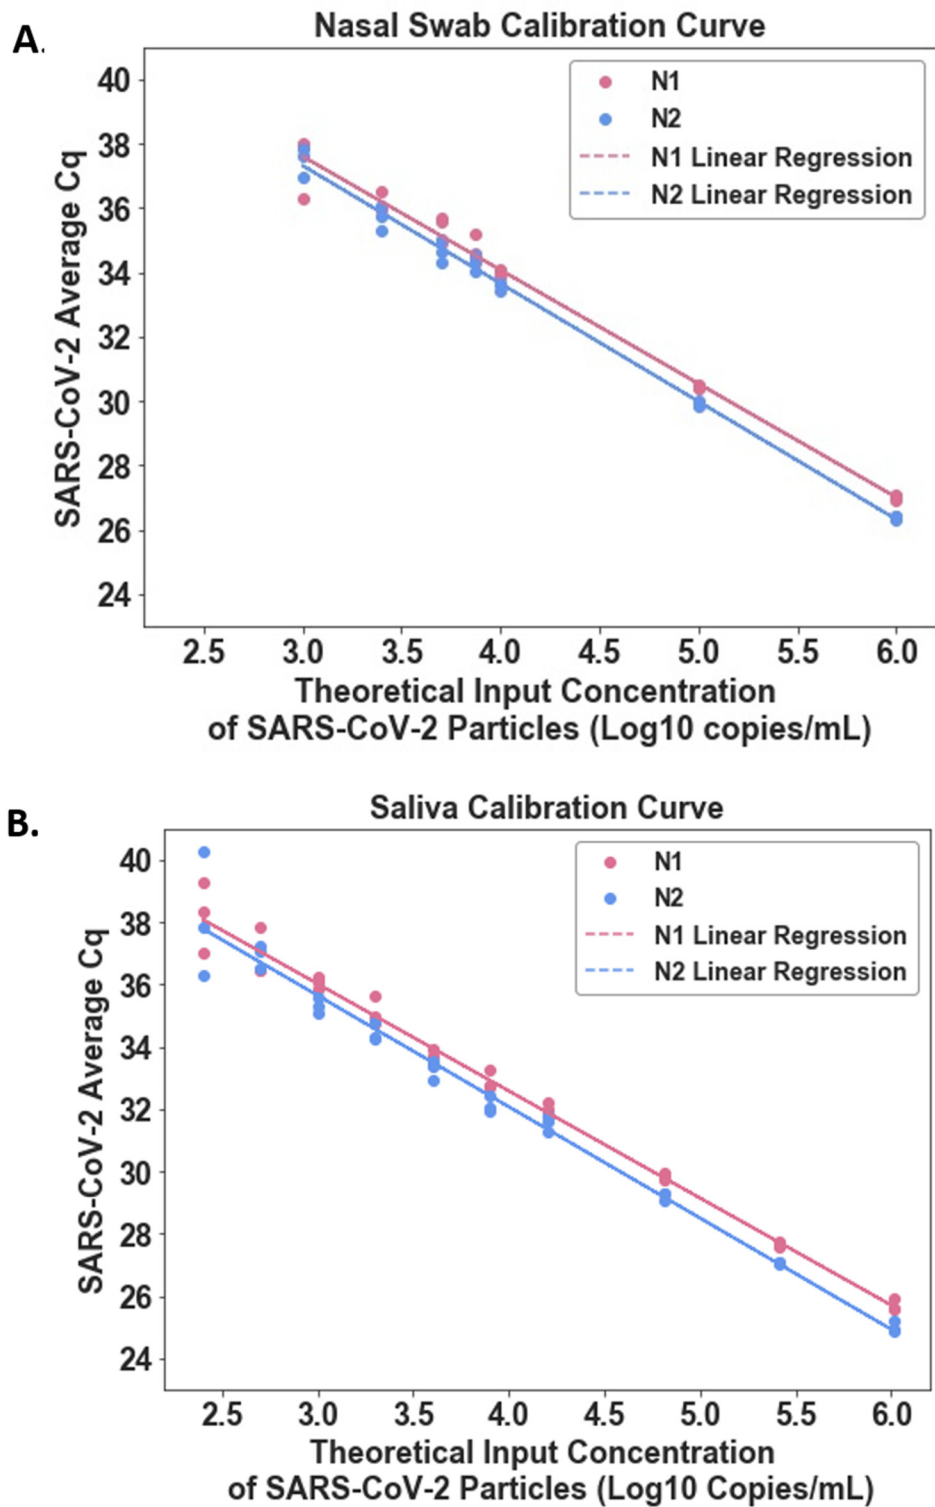 A.
Nasal Swab Calibration Curve
N1
N2
N1 Linear Regression
N2 Linear Regression
SARS-CoV-2 Average Cq
40
38
36
34
32
30
28
26
24
2.5 3.0 3.5 4.0 4.5 5.0 5.5 6.0
Theoretical Input Concentration
of SARS-CoV-2 Particles (Log10 copies/mL)
B.
Saliva Calibration Curve
N1
N2
N1 Linear Regression
N2 Linear Regression
SARS-CoV-2 Average Cq
40
38
36
34
32
30
28
26
24
2.5 3.0 3.5 4.0 4.5 5.0 5.5 6.0
Theoretical Input Concentration
of SARS-CoV-2 Particles (Log10 Copies/mL)